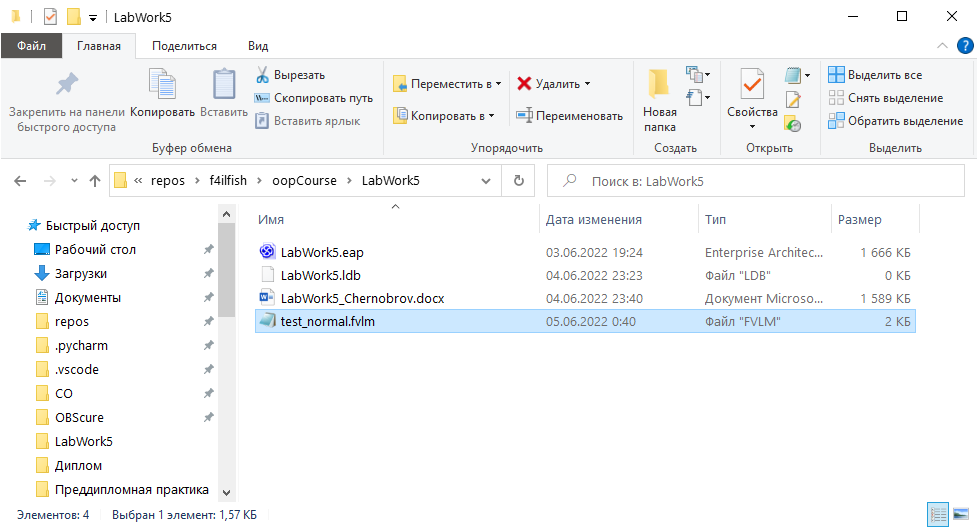 LabWork5
Файл Главная Поделиться Вид
Закрепить на панели быстрого доступа
Копировать
Вставить
Вырезать
Скопировать путь
Вставить ярлык
Буфер обмена
Переместить в
Копировать в
Удалить
Переименовать
Упорядочить
Новая папка
Создать
Свойства
Открыть
Выделить все
Снять выделение
Обратить выделение
Выделить
« repos › f4ilfish › oopCourse › LabWork5
Поиск в: LabWork5
Быстрый доступ
Рабочий стол
Загрузки
Документы
repos
.pycharm
.vscode
CO
OBScure
LabWork5
Диплом
Преддипломная практика
Имя Дата изменения Тип Размер
LabWork5.eap 03.06.2022 19:24 Enterprise Architec... 1 666 КБ
LabWork5.ldb 04.06.2022 23:23 Файл "LDB" 0 КБ
LabWork5_Chernobrov.docx 04.06.2022 23:40 Документ Microso... 1 589 КБ
test_normal.fvlm 05.06.2022 0:40 Файл "FVLM" 2 КБ
Элементов: 4 Выбран 1 элемент: 1,57 КБ